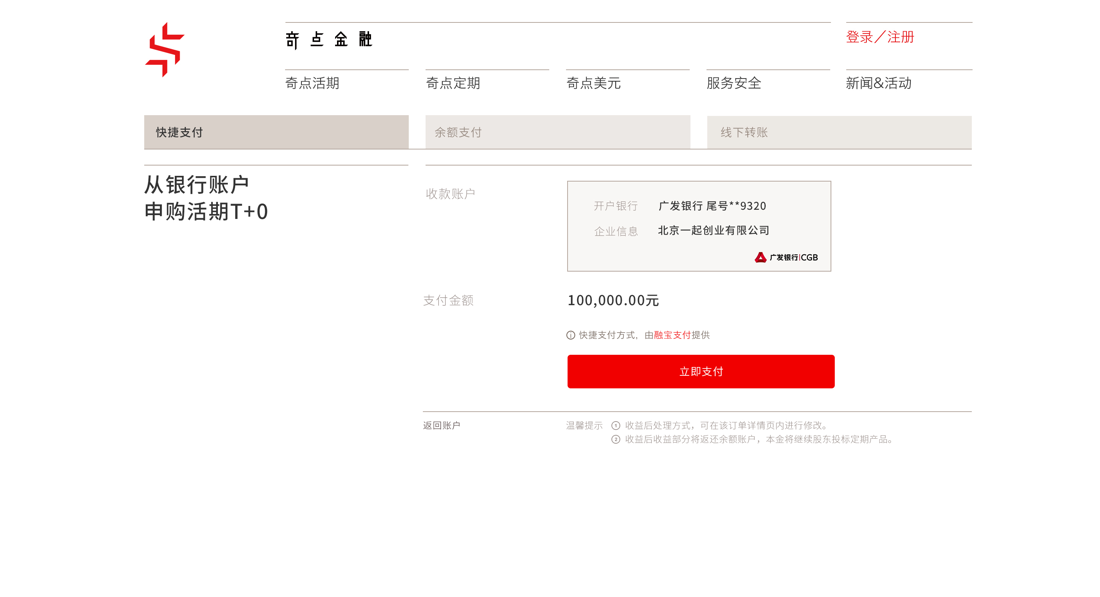 奇点金融
登录／注册
奇点活期
奇点定期
奇点美元
服务安全
新闻&活动
快捷支付
余额支付
线下转账
从银行账户
申购活期T+0
收款账户
开户银行 广发银行 尾号**9320
企业信息 北京一起创业有限公司
广发银行|CGB
支付金额
100,000.00元
快捷支付方式，由融宝支付提供
立即支付
返回账户
温馨提示 ① 收益后处理方式，可在该订单详情页内进行修改。
② 收益后收益部分将返还余额账户，本金将继续股东投标定期产品。